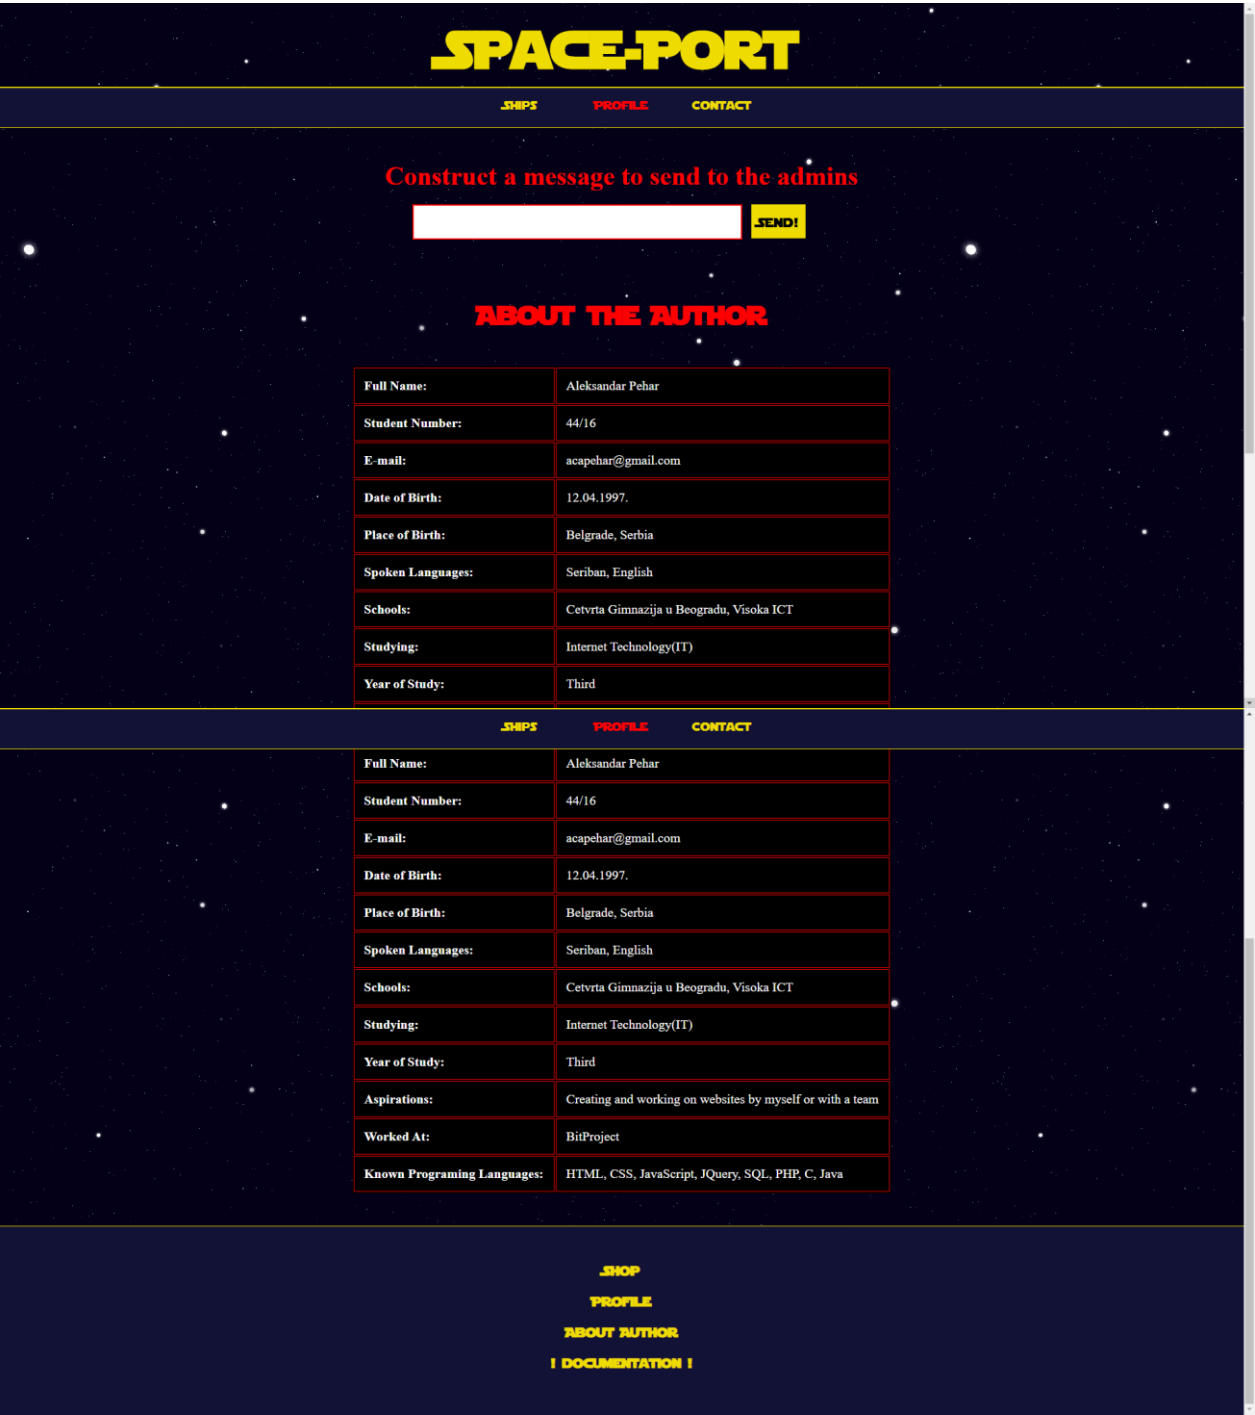 SPACE-PORT
SHIPS PROFILE CONTACT
Construct a message to send to the admins
SEND!
ABOUT THE AUTHOR
Full Name: Aleksandar Pehar
Student Number: 44/16
E-mail: acapehar@gmail.com
Date of Birth: 12.04.1997.
Place of Birth: Belgrade, Serbia
Spoken Languages: Seriban, English
Schools: Cetvrta Gimnazija u Beogradu, Visoka ICT
Studying: Internet Technology(IT)
Year of Study: Third
SHIPS PROFILE CONTACT
Full Name: Aleksandar Pehar
Student Number: 44/16
E-mail: acapehar@gmail.com
Date of Birth: 12.04.1997.
Place of Birth: Belgrade, Serbia
Spoken Languages: Seriban, English
Schools: Cetvrta Gimnazija u Beogradu, Visoka ICT
Studying: Internet Technology(IT)
Year of Study: Third
Aspirations: Creating and working on websites by myself or with a team
Worked At: BitProject
Known Programing Languages: HTML, CSS, JavaScript, JQuery, SQL, PHP, C, Java
SHOP
PROFILE
ABOUT AUTHOR
! DOCUMENTATION !